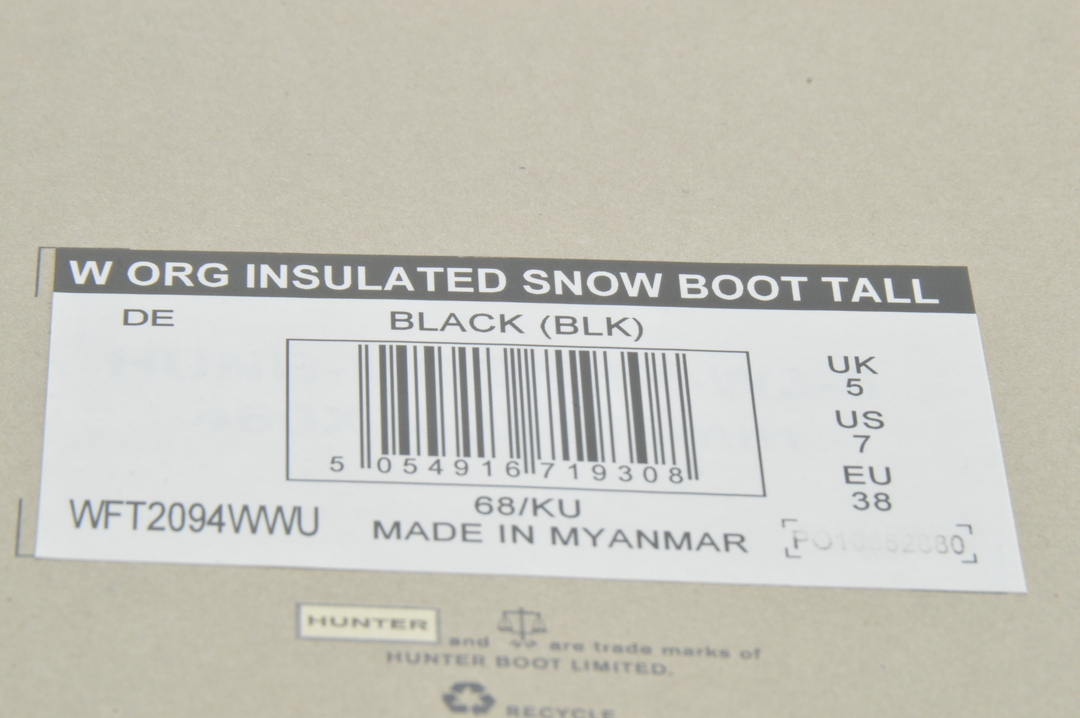 W ORG INSULATED SNOW BOOT TALL
DE
BLACK (BLK)
5 054916 719308
UK
5
US
7
EU
38
68/KU
WFT2094WWU
MADE IN MYANMAR
HUNTER and are trade marks of
HUNTER BOOT LIMITED.
RECYCLE